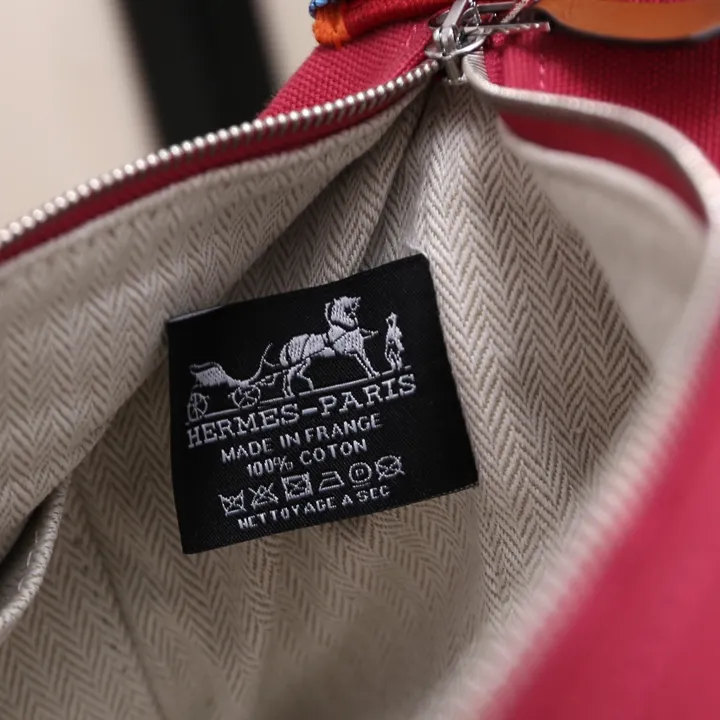 HERMES-PARIS
MADE IN FRANCE
100% COTON
NETTOYAGE A SEC